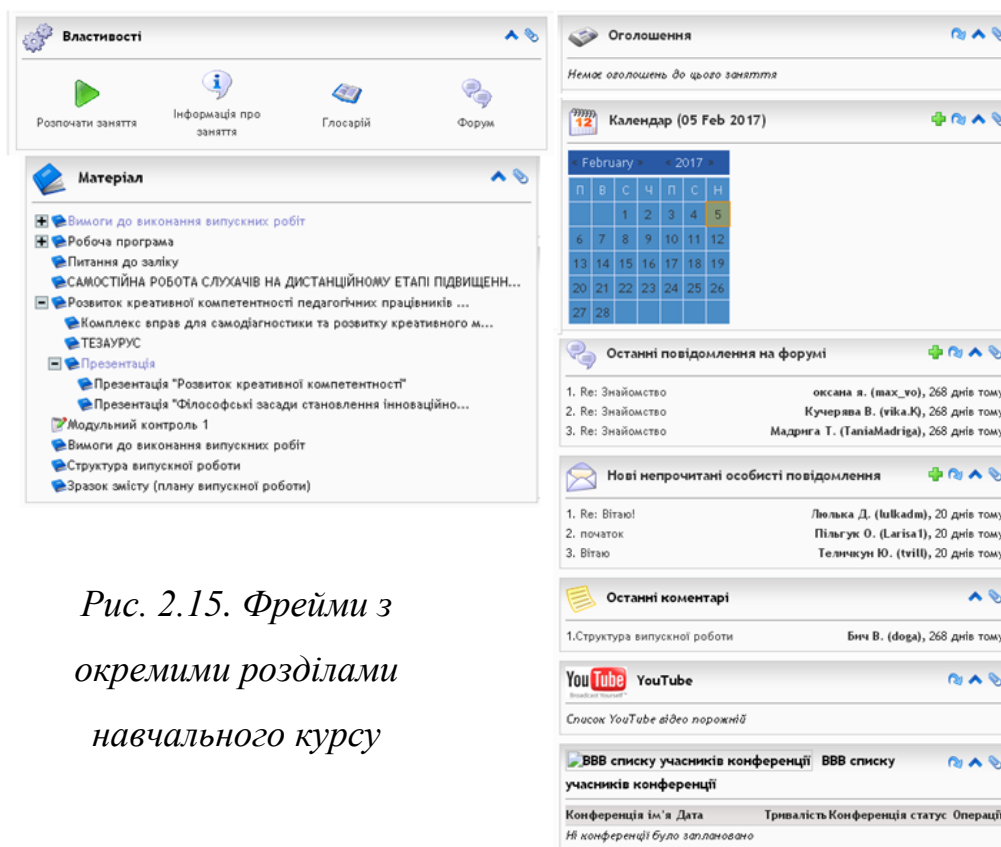 Властивості
Розпочати заняття
Інформація про
заняття
Глосарій
Форум
Матеріал
Вимоги до виконання випускних робіт
Робоча програма
Питання до заліку
САМОСТІЙНА РОБОТА СЛУХАЧІВ НА ДИСТАНЦІЙНОМУ ЕТАПІ ПІДВИЩЕНН...
Розвиток креативної компетентності педагогічних працівників ...
Комплекс вправ для самодіагностики та розвитку креативного м...
ТЕЗАУРУС
Презентація
Презентація "Розвиток креативної компетентності"
Презентація "Філософські засади становлення інноваційно...
Модульний контроль 1
Вимоги до виконання випускних робіт
Структура випускної роботи
Зразок змісту (плану випускної роботи)
Рис. 2.15. Фрейми з
окремими розділами
навчального курсу
Оголошення
Немає оголошень до цього заняття
12 Календар (05 Feb 2017)
« February » « 2017 »
П В С Ч П С Н
1 2 3 4 5
6 7 8 9 10 11 12
13 14 15 16 17 18 19
20 21 22 23 24 25 26
27 28
Останні повідомлення на форумі
1. Re: Знайомство оксана я. (max_vo), 268 днів тому
2. Re: Знайомство Кучерява В. (vika.K), 268 днів тому
3. Re: Знайомство Мадрига Т. (TaniaMadriga), 268 днів тому
Нові непрочитані особисті повідомлення
1. Re: Вітаю! Люлька Д. (lulkadm), 20 днів тому
2. початок Пільгук О. (Larisa1), 20 днів тому
3. Вітаю Теличкун Ю. (tvill), 20 днів тому
Останні коментарі
1.Структура випускної роботи Бич В. (doga), 268 днів тому
YouTube YouTube
Broadcast Yourself™
Список YouTube відео порожній
BBB списку учасників конференції BBB списку
учасників конференції
Конференція ім'я Дата Тривалість Конференція статус Операції
Ні конференції було заплановано